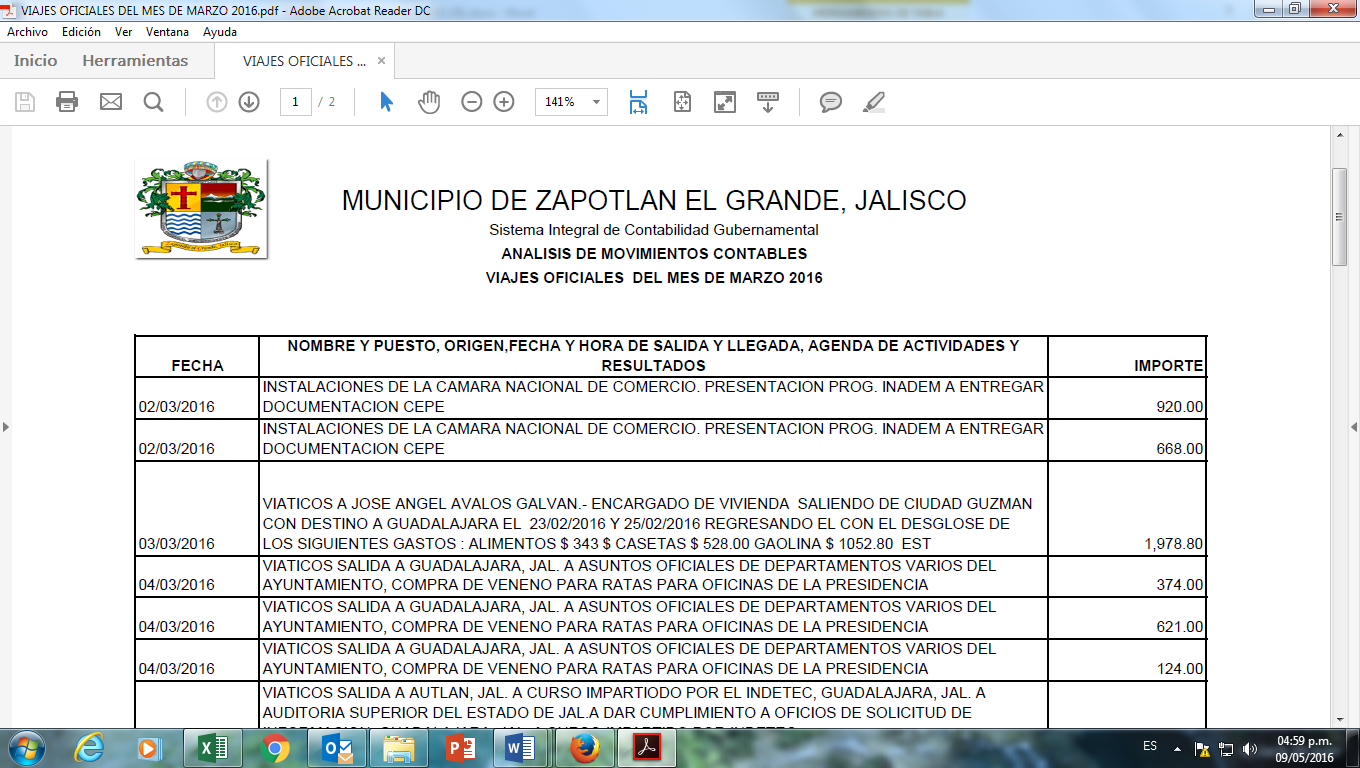 VIAJES OFICIALES DEL MES DE MARZO 2016.pdf - Adobe Acrobat Reader DC
Archivo Edición Ver Ventana Ayuda
Inicio Herramientas VIAJES OFICIALES ... ×
1 / 2 141%
MUNICIPIO DE ZAPOTLAN EL GRANDE, JALISCO
Sistema Integral de Contabilidad Gubernamental
ANALISIS DE MOVIMIENTOS CONTABLES
VIAJES OFICIALES DEL MES DE MARZO 2016
NOMBRE Y PUESTO, ORIGEN,FECHA Y HORA DE SALIDA Y LLEGADA, AGENDA DE ACTIVIDADES Y
FECHA RESULTADOS IMPORTE
INSTALACIONES DE LA CAMARA NACIONAL DE COMERCIO. PRESENTACION PROG. INADEM A ENTREGAR
02/03/2016 DOCUMENTACION CEPE 920.00
INSTALACIONES DE LA CAMARA NACIONAL DE COMERCIO. PRESENTACION PROG. INADEM A ENTREGAR
02/03/2016 DOCUMENTACION CEPE 668.00
VIATICOS A JOSE ANGEL AVALOS GALVAN.- ENCARGADO DE VIVIENDA SALIENDO DE CIUDAD GUZMAN
CON DESTINO A GUADALAJARA EL 23/02/2016 Y 25/02/2016 REGRESANDO EL CON EL DESGLOSE DE
03/03/2016 LOS SIGUIENTES GASTOS : ALIMENTOS $ 343 $ CASETAS $ 528.00 GAOLINA $ 1052.80 EST 1,978.80
VIATICOS SALIDA A GUADALAJARA, JAL. A ASUNTOS OFICIALES DE DEPARTAMENTOS VARIOS DEL
04/03/2016 AYUNTAMIENTO, COMPRA DE VENENO PARA RATAS PARA OFICINAS DE LA PRESIDENCIA 374.00
VIATICOS SALIDA A GUADALAJARA, JAL. A ASUNTOS OFICIALES DE DEPARTAMENTOS VARIOS DEL
04/03/2016 AYUNTAMIENTO, COMPRA DE VENENO PARA RATAS PARA OFICINAS DE LA PRESIDENCIA 621.00
VIATICOS SALIDA A GUADALAJARA, JAL. A ASUNTOS OFICIALES DE DEPARTAMENTOS VARIOS DEL
04/03/2016 AYUNTAMIENTO, COMPRA DE VENENO PARA RATAS PARA OFICINAS DE LA PRESIDENCIA 124.00
VIATICOS SALIDA A AUTLAN, JAL. A CURSO IMPARTIODO POR EL INDETEC, GUADALAJARA, JAL. A
AUDITORIA SUPERIOR DEL ESTADO DE JAL.A DAR CUMPLIMIENTO A OFICIOS DE SOLICITUD DE
ES 04:59 p.m.
09/05/2016